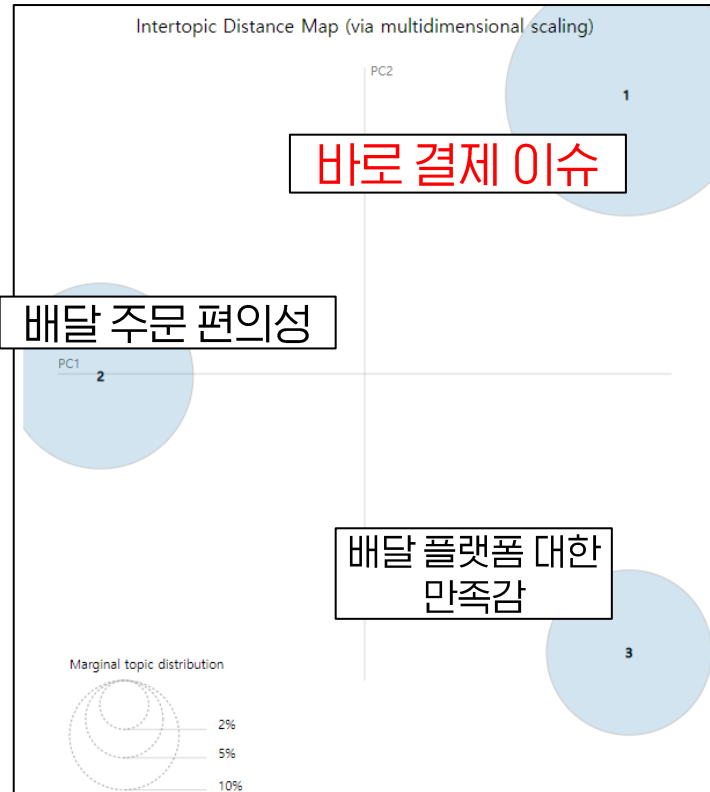 Intertopic Distance Map (via multidimensional scaling)
PC2
1
바로 결제 이슈
배달 주문 편의성
PC1
2
배달 플랫폼 대한
만족감
3
Marginal topic distribution
2%
5%
10%